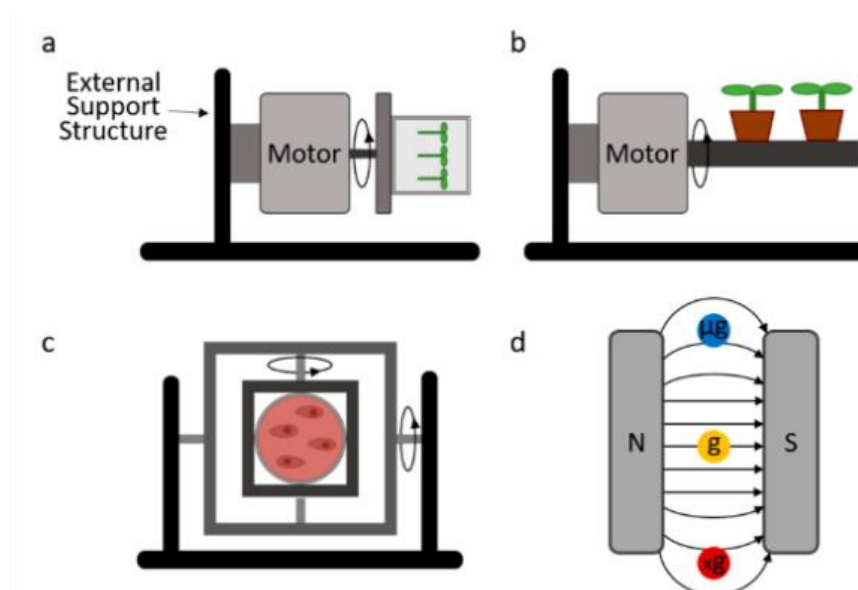 a
b
External
Support
Structure
Motor
Motor
c
d
μg
N
g
S
xg